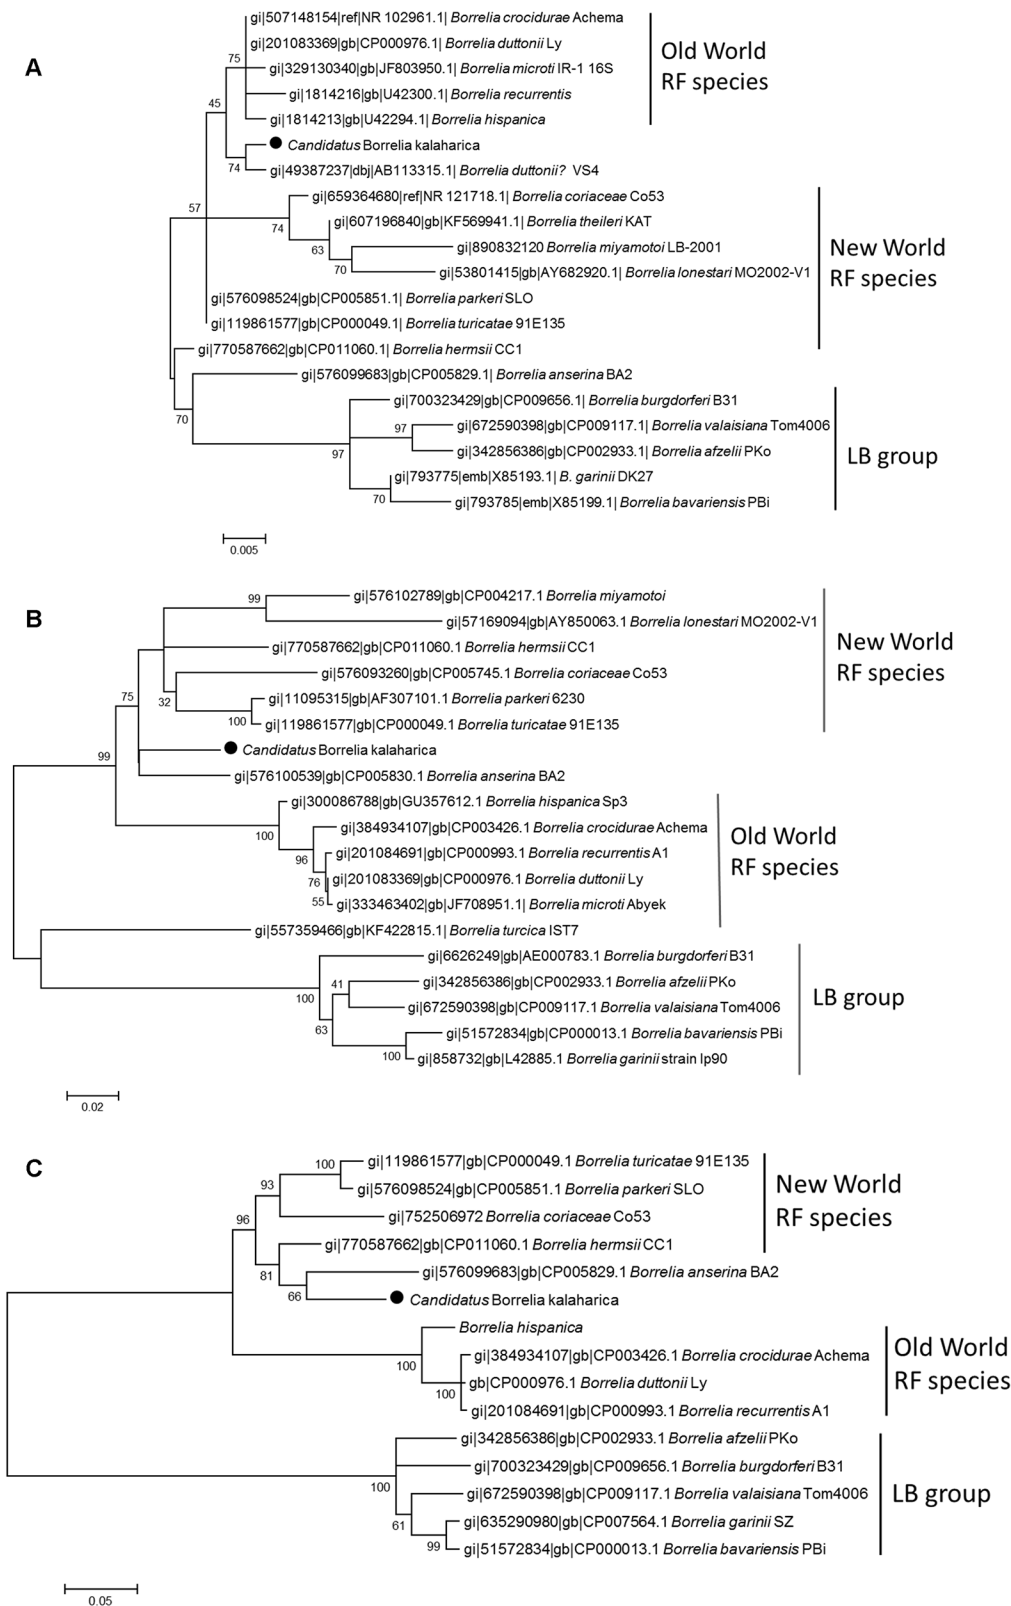 A
gi|507148154|ref|NR 102961.1| Borrelia crocidurae Achema
gi|201083369|gb|CP000976.1| Borrelia duttonii Ly
gi|329130340|gb|JF803950.1| Borrelia microti IR-1 16S
gi|1814216|gb|U42300.1| Borrelia recurrentis
gi|1814213|gb|U42294.1| Borrelia hispanica
Candidatus Borrelia kalaharica
gi|49387237|dbj|AB113315.1| Borrelia duttonii? VS4
gi|659364680|ref|NR 121718.1| Borrelia coriaceae Co53
gi|607196840|gb|KF569941.1| Borrelia theileri KAT
gi|890832120 Borrelia miyamotoi LB-2001
gi|53801415|gb|AY682920.1| Borrelia lonestari MO2002-V1
gi|576098524|gb|CP005851.1| Borrelia parkeri SLO
gi|119861577|gb|CP000049.1| Borrelia turicatae 91E135
gi|770587662|gb|CP011060.1| Borrelia hermsii CC1
gi|576099683|gb|CP005829.1| Borrelia anserina BA2
gi|700323429|gb|CP009656.1| Borrelia burgdorferi B31
gi|672590398|gb|CP009117.1| Borrelia valaisiana Tom4006
gi|342856386|gb|CP002933.1| Borrelia afzelii PKo
gi|793775|emb|X85193.1| B. garinii DK27
gi|793785|emb|X85199.1| Borrelia bavariensis PBi
75
45
74
57
74
63
70
70
97
97
70
Old World
RF species
New World
RF species
LB group
0.005
B
gi|576102789|gb|CP004217.1 Borrelia miyamotoi
gi|57169094|gb|AY850063.1 Borrelia lonestari MO2002-V1
gi|770587662|gb|CP011060.1 Borrelia hermsii CC1
gi|576093260|gb|CP005745.1 Borrelia coriaceae Co53
gi|11095315|gb|AF307101.1 Borrelia parkeri 6230
gi|119861577|gb|CP000049.1 Borrelia turicatae 91E135
Candidatus Borrelia kalaharica
gi|576100539|gb|CP005830.1 Borrelia anserina BA2
gi|300086788|gb|GU357612.1 Borrelia hispanica Sp3
gi|384934107|gb|CP003426.1 Borrelia crocidurae Achema
gi|201084691|gb|CP000993.1 Borrelia recurrentis A1
gi|201083369|gb|CP000976.1 Borrelia duttonii Ly
gi|333463402|gb|JF708951.1| Borrelia microti Abyek
gi|557359466|gb|KF422815.1| Borrelia turcica IST7
gi|6626249|gb|AE000783.1 Borrelia burgdorferi B31
gi|342856386|gb|CP002933.1 Borrelia afzelii PKo
gi|672590398|gb|CP009117.1 Borrelia valaisiana Tom4006
gi|51572834|gb|CP000013.1 Borrelia bavariensis PBi
gi|858732|gb|L42885.1 Borrelia garinii strain Ip90
99
75
32
100
99
100
96
76
55
41
100
63
100
New World
RF species
Old World
RF species
LB group
0.02
C
gi|119861577|gb|CP000049.1 Borrelia turicatae 91E135
gi|576098524|gb|CP005851.1 Borrelia parkeri SLO
gi|752506972 Borrelia coriaceae Co53
gi|770587662|gb|CP011060.1 Borrelia hermsii CC1
gi|576099683|gb|CP005829.1 Borrelia anserina BA2
Candidatus Borrelia kalaharica
Borrelia hispanica
gi|384934107|gb|CP003426.1 Borrelia crocidurae Achema
gb|CP000976.1 Borrelia duttonii Ly
gi|201084691|gb|CP000993.1 Borrelia recurrentis A1
gi|342856386|gb|CP002933.1 Borrelia afzelii PKo
gi|700323429|gb|CP009656.1 Borrelia burgdorferi B31
gi|672590398|gb|CP009117.1 Borrelia valaisiana Tom4006
gi|635290980|gb|CP007564.1 Borrelia garinii SZ
gi|51572834|gb|CP000013.1 Borrelia bavariensis PBi
100
93
96
81
66
100
100
100
61
99
New World
RF species
Old World
RF species
LB group
0.05